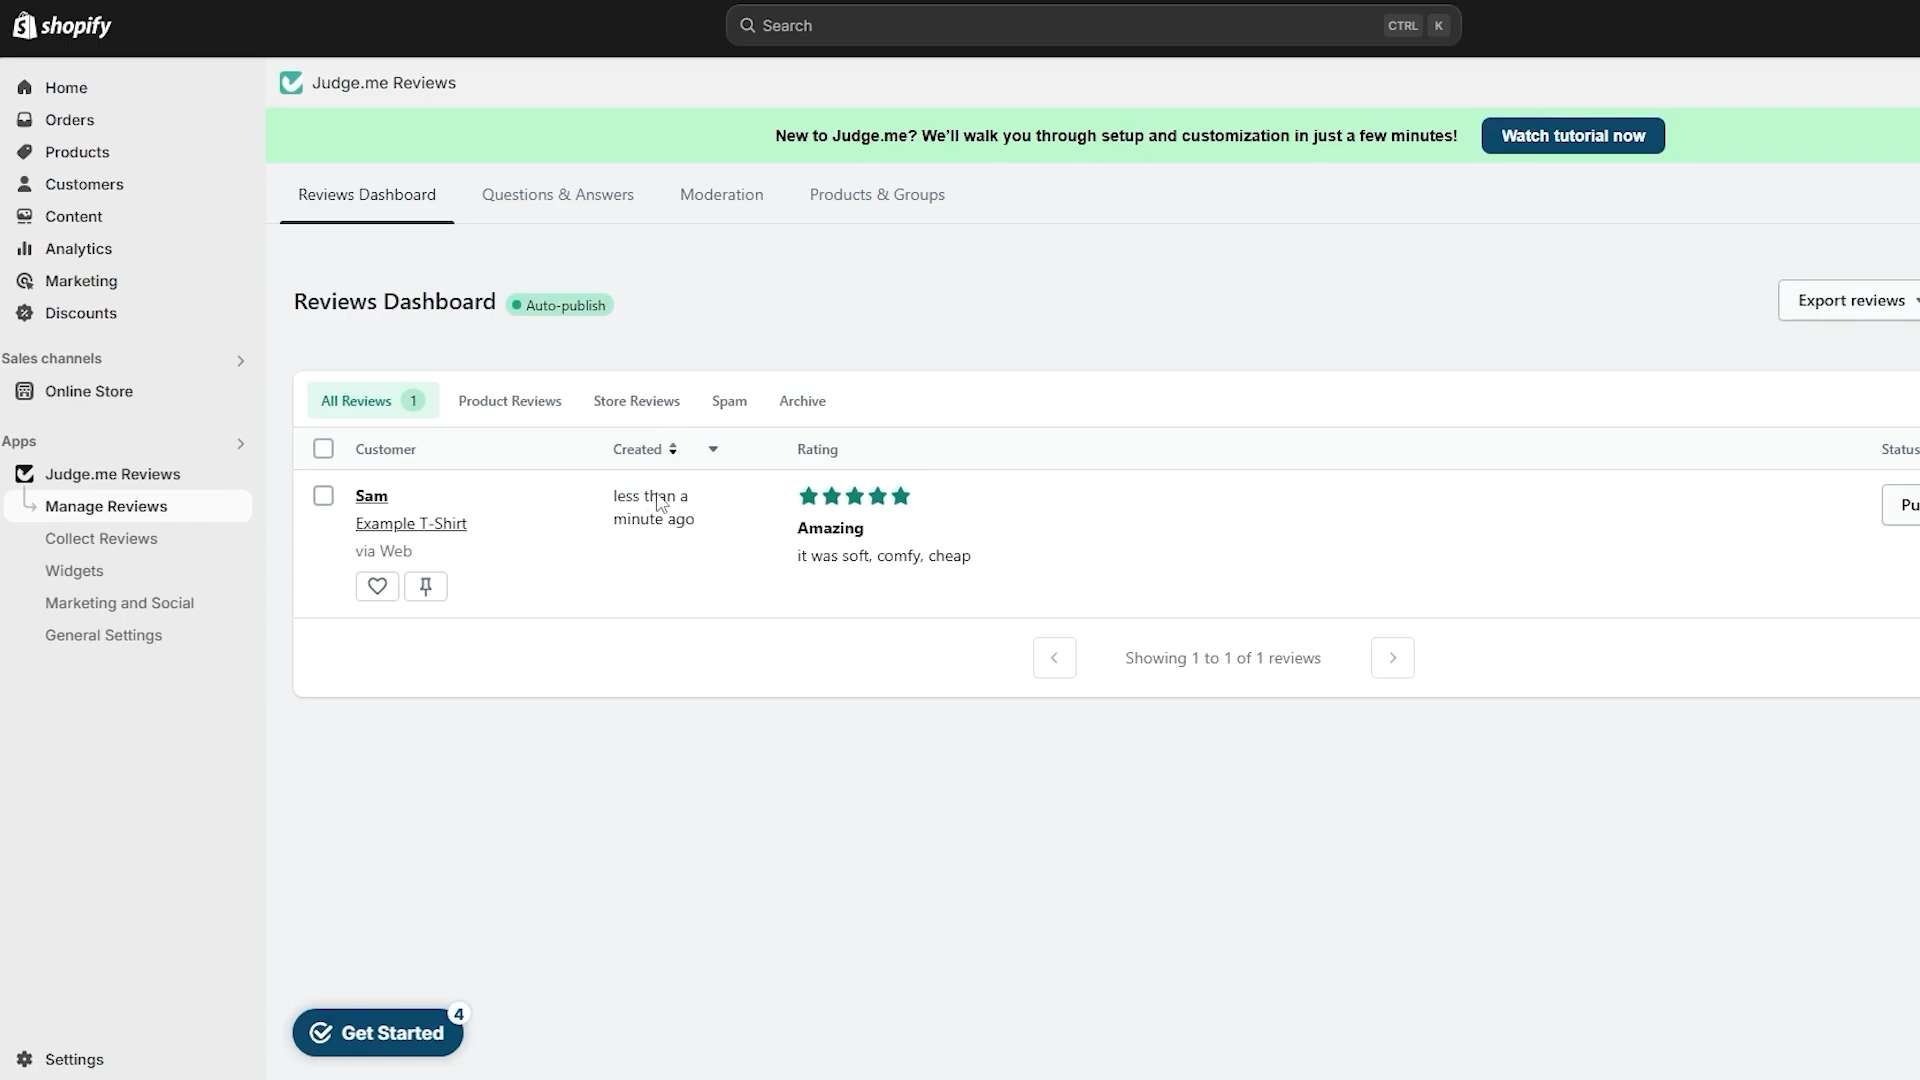 shopify
Search
CTRL K
Home
Orders
Products
Customers
Content
Analytics
Marketing
Discounts
Sales channels
Online Store
Apps
Judge.me Reviews
Manage Reviews
Collect Reviews
Widgets
Marketing and Social
General Settings
Settings
Judge.me Reviews
New to Judge.me? We'll walk you through setup and customization in just a few minutes!
Watch tutorial now
Reviews Dashboard
Questions & Answers
Moderation
Products & Groups
Reviews Dashboard
Auto-publish
Export reviews
All Reviews 1
Product Reviews
Store Reviews
Spam
Archive
Customer
Created
Rating
Status
Sam
Example T-Shirt
via Web
less than a
minute ago
Amazing
it was soft, comfy, cheap
Pu
Showing 1 to 1 of 1 reviews
Get Started
4